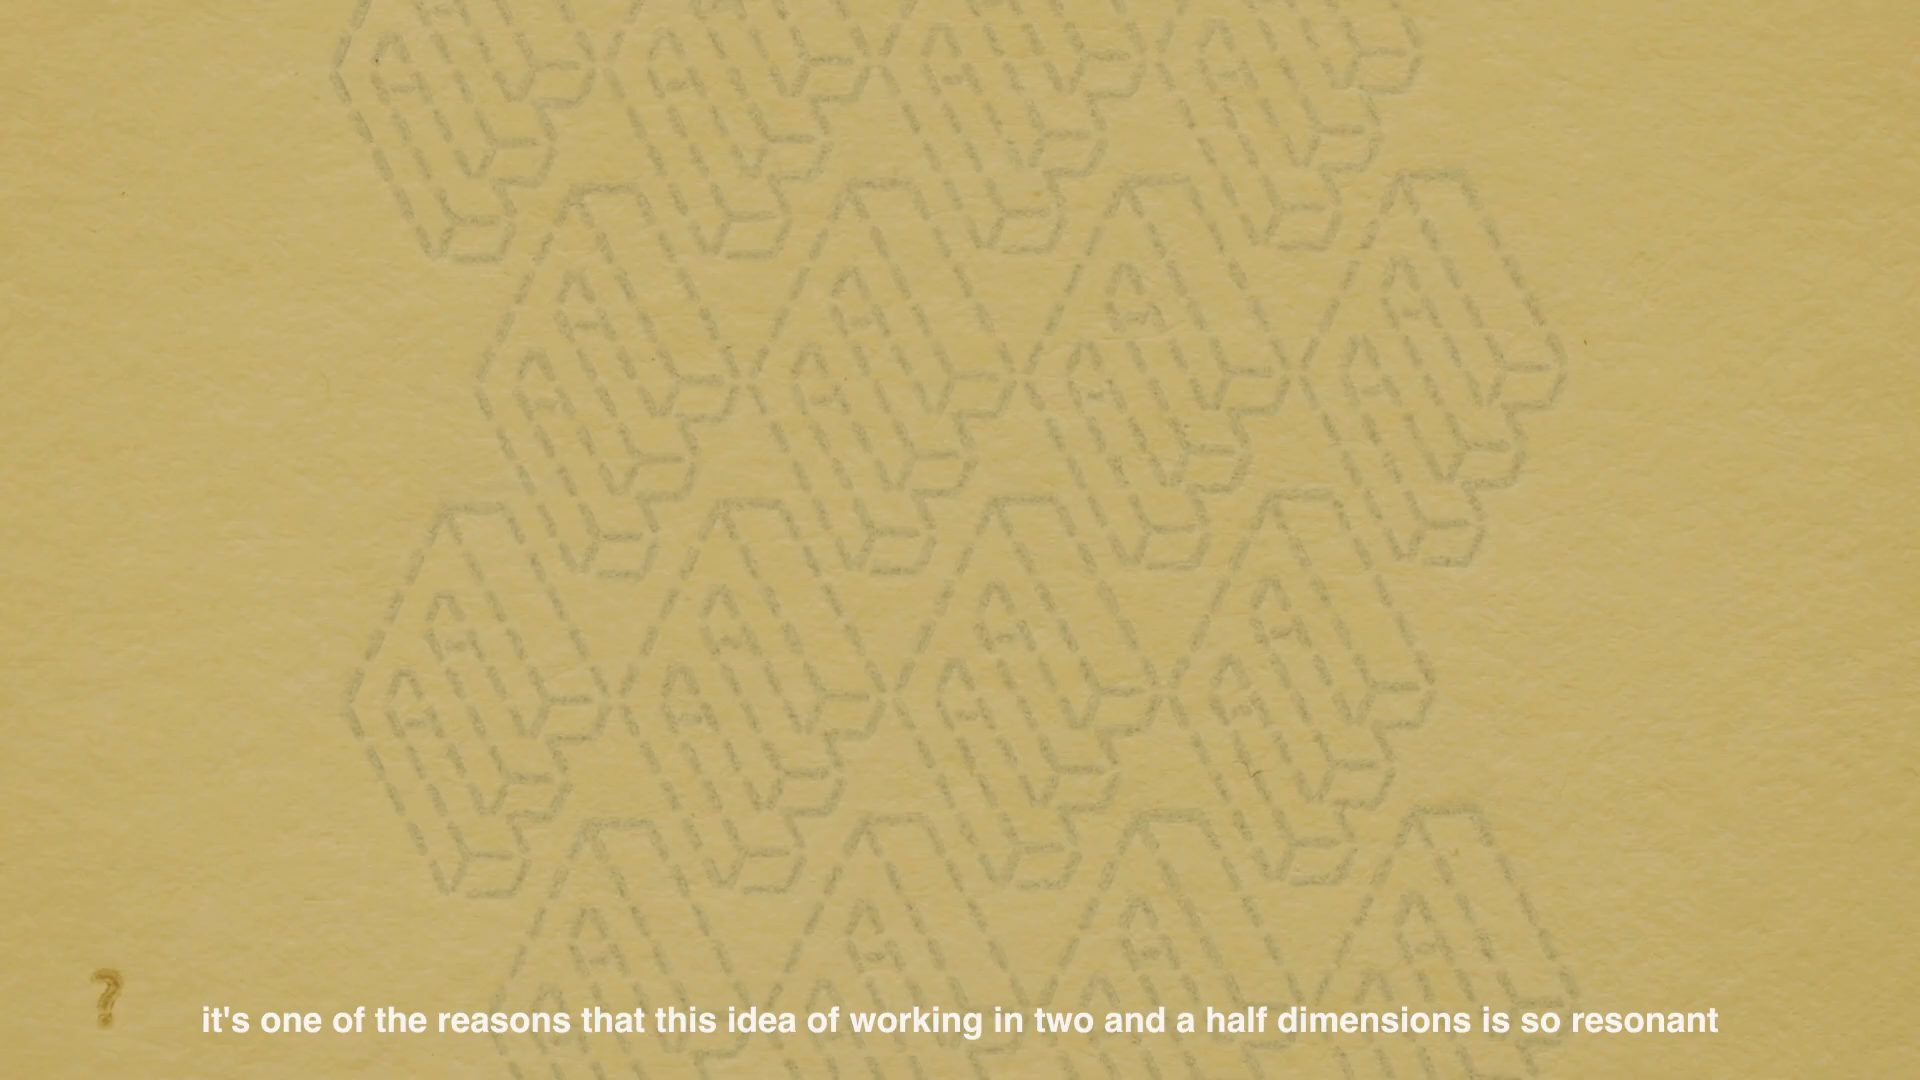 ?
it's one of the reasons that this idea of working in two and a half dimensions is so resonant